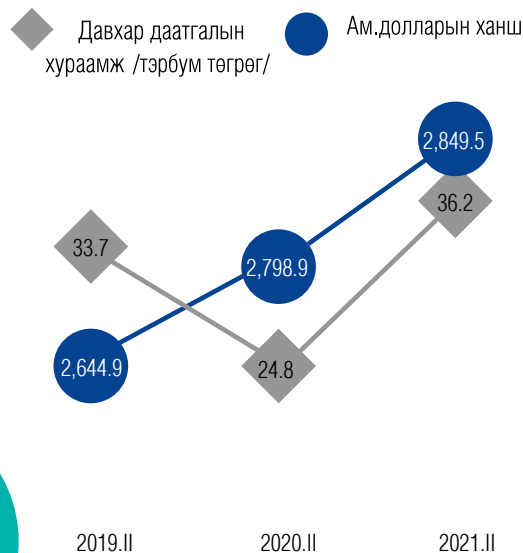 Давхар даатгалын
хураамж /тэрбум төгрөг/
Ам.долларын ханш
2,849.5
36.2
33.7
2,798.9
2,644.9
24.8
2019.II
2020.II
2021.II